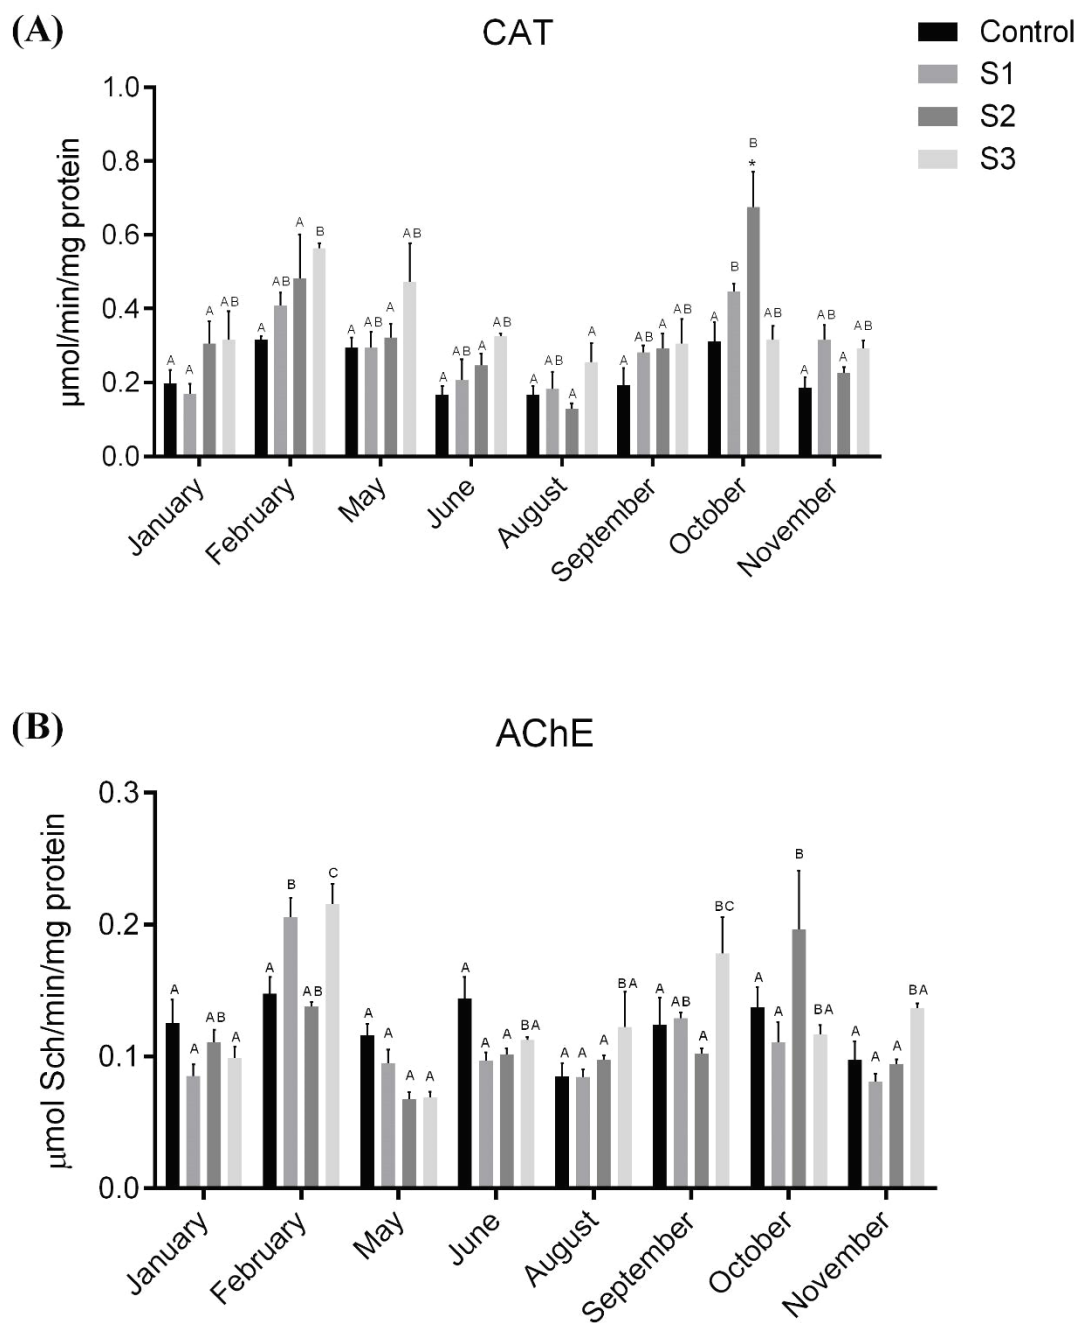 (A)
CAT
Control
S1
S2
S3
µmol/min/mg protein
1.0
0.8
0.6
0.4
0.2
0.0
A A A AB
A AB A B
A AB A AB
A AB A AB
A AB A A
A AB A AB
A B B * AB
A AB A AB
January February May June August September October November
(B)
AChE
µmol Sch/min/mg protein
0.3
0.2
0.1
0.0
A A AB A
A B AB C
A A A A
A A A BA
A A A BA
A AB A BC
A A B BA
A A A BA
January February May June August September October November